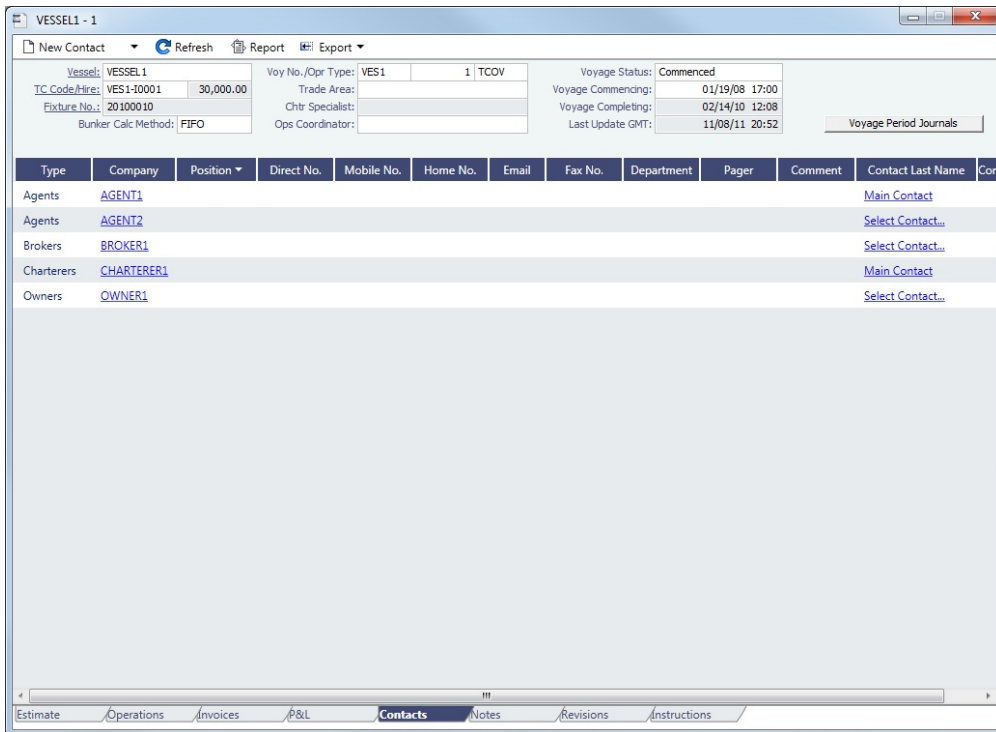 VESSEL1 - 1
New Contact Refresh Report Export
Vessel: VESSEL1 Voy No./Opr Type: VES1 1 TCOV Voyage Status: Commenced
TC Code/Hire: VES1-I0001 30,000.00 Trade Area: Voyage Commencing: 01/19/08 17:00
Fixture No.: 20100010 Chtr Specialist: Voyage Completing: 02/14/10 12:08
Bunker Calc Method: FIFO Ops Coordinator: Last Update GMT: 11/08/11 20:52 Voyage Period Journals
Type Company Position Direct No. Mobile No. Home No. Email Fax No. Department Pager Comment Contact Last Name Cor
Agents AGENT1 Main Contact
Agents AGENT2 Select Contact...
Brokers BROKER1 Select Contact...
Charterers CHARTERER1 Main Contact
Owners OWNER1 Select Contact...
Estimate Operations Invoices P&L Contacts Notes Revisions Instructions